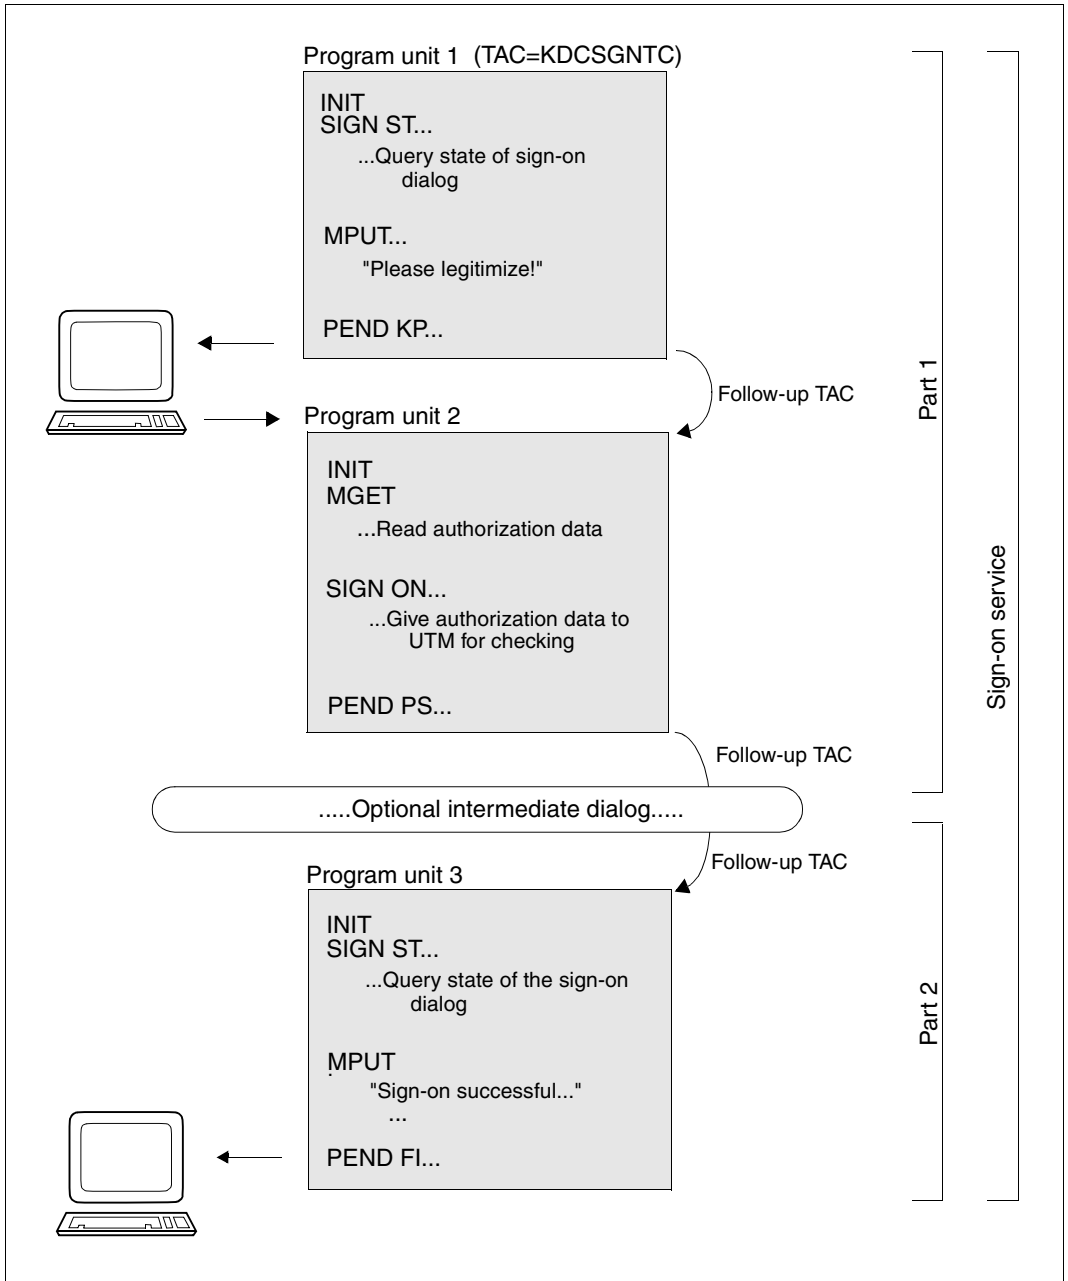 Program unit 1 (TAC=KDCSGNTC)
INIT
SIGN ST...
...Query state of sign-on
dialog
MPUT...
"Please legitimize!"
PEND KP...
Follow-up TAC
Program unit 2
INIT
MGET
...Read authorization data
SIGN ON...
...Give authorization data to
UTM for checking
PEND PS...
Follow-up TAC
.....Optional intermediate dialog.....
Follow-up TAC
Program unit 3
INIT
SIGN ST...
...Query state of the sign-on
dialog
MPUT
"Sign-on successful..."
...
PEND FI...
Part 1
Part 2
Sign-on service